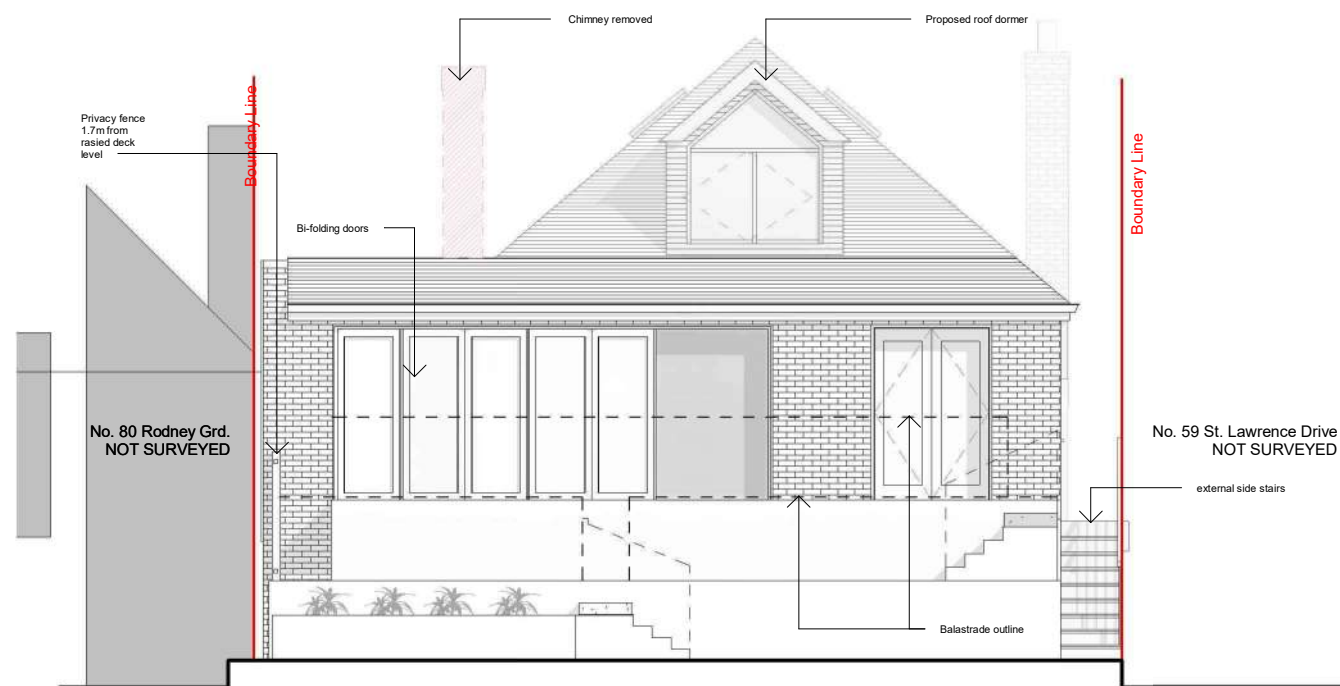 Chimney removed
Proposed roof dormer
Privacy fence
1.7m from
rasied deck
level
Boundary Line
Boundary Line
Bi-folding doors
No. 80 Rodney Grd.
NOT SURVEYED
No. 59 St. Lawrence Drive
NOT SURVEYED
external side stairs
Balastrade outline